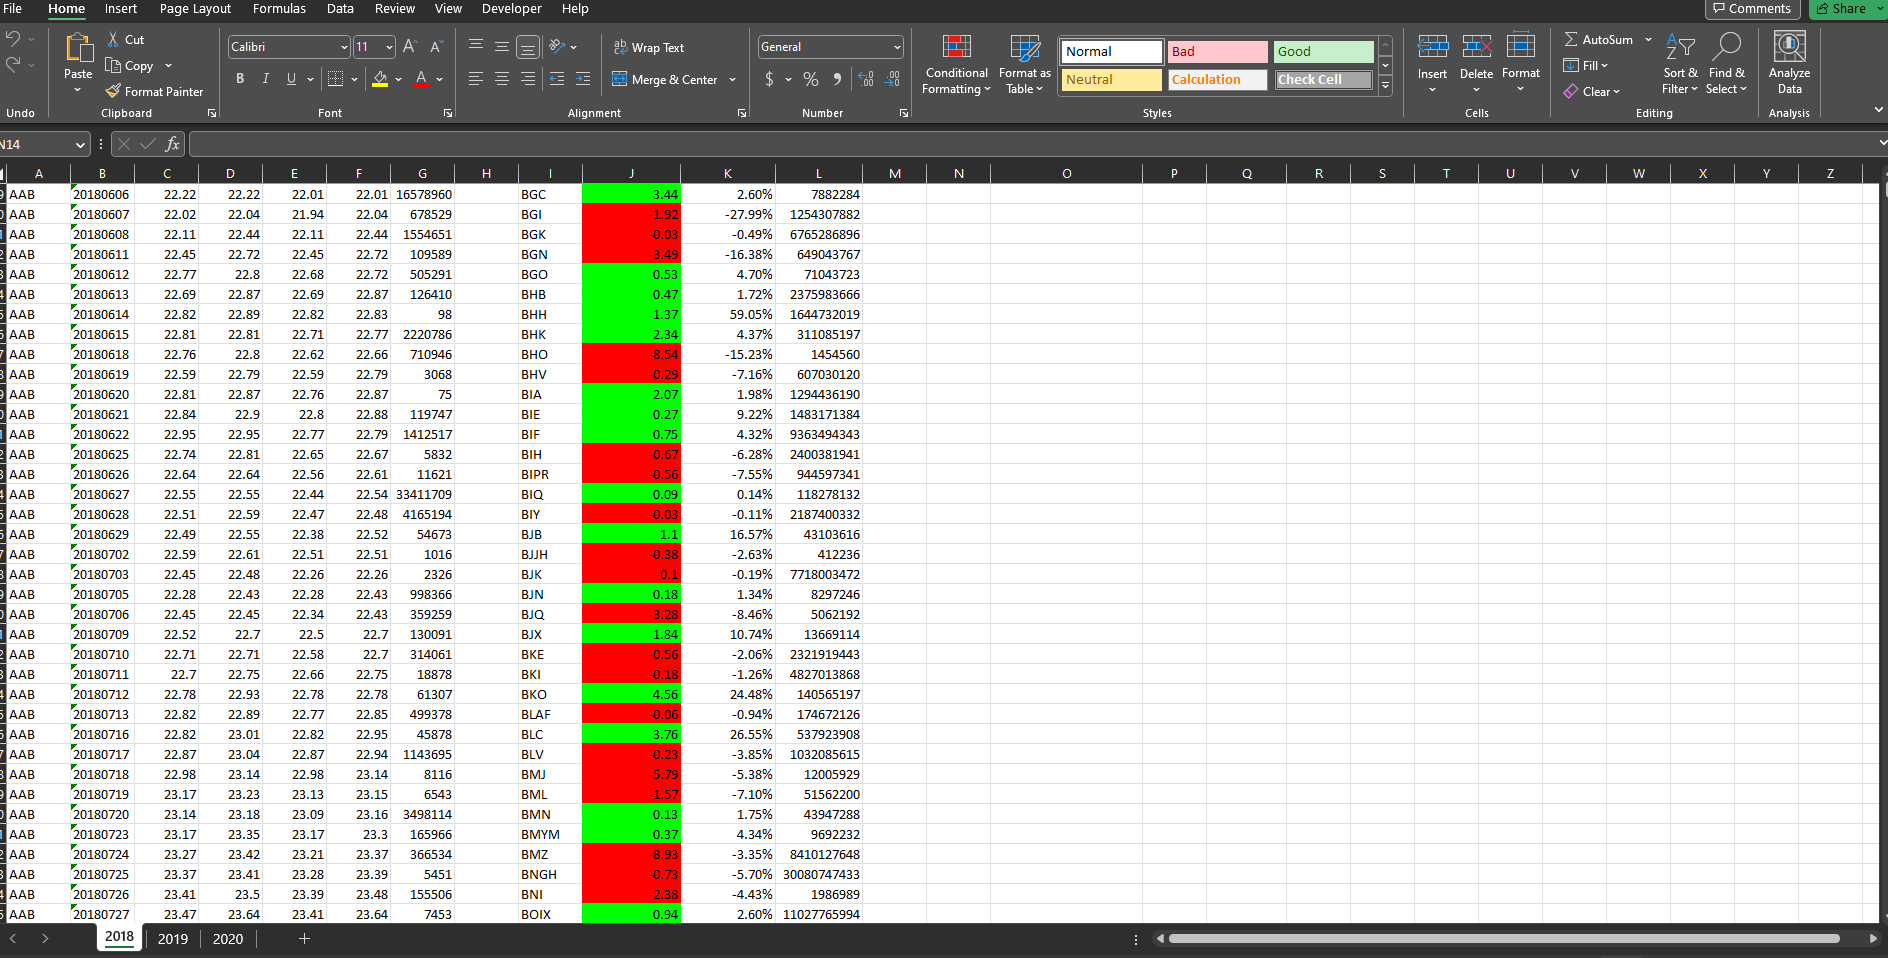 File Home Insert Page Layout Formulas Data Review View Developer Help Comments Share
Cut Calibri 11 Wrap Text General Normal Bad Good AutoSum
Paste Copy Merge & Center Conditional Formatting Format as Table Neutral Calculation Check Cell Insert Delete Format Fill Sort & Filter Find & Select Analyze Data
Format Painter Clear
Undo Clipboard Font Alignment Number Styles Cells Editing Analysis
N14 fx
A B C D E F G H I J K L M N O P Q R S T U V W X Y Z
AAB 20180606 22.22 22.22 22.01 22.01 16578960 BGC 3.44 2.60% 7882284
AAB 20180607 22.02 22.04 21.94 22.04 678529 BGI -1.92 -27.99% 1254307882
AAB 20180608 22.11 22.44 22.11 22.44 1554651 BGK -0.03 -0.49% 6765286896
AAB 20180611 22.45 22.72 22.45 22.72 109589 BGN -3.49 -16.38% 649043767
AAB 20180612 22.77 22.8 22.68 22.72 505291 BGO 0.53 4.70% 71043723
AAB 20180613 22.69 22.87 22.69 22.87 126410 BHB 0.47 1.72% 2375983666
AAB 20180614 22.82 22.89 22.82 22.83 98 BHH 1.37 59.05% 1644732019
AAB 20180615 22.81 22.81 22.71 22.77 2220786 BHK 2.34 4.37% 311085197
AAB 20180618 22.76 22.8 22.62 22.66 710946 BHO -8.54 -15.23% 1454560
AAB 20180619 22.59 22.79 22.59 22.79 3068 BHV -0.29 -7.16% 607030120
AAB 20180620 22.81 22.87 22.76 22.87 75 BIA 2.07 1.98% 1294436190
AAB 20180621 22.84 22.9 22.8 22.88 119747 BIE 0.27 9.22% 1483171384
AAB 20180622 22.95 22.95 22.77 22.79 1412517 BIF 0.75 4.32% 9363494343
AAB 20180625 22.74 22.81 22.65 22.67 5832 BIH -0.67 -6.28% 2400381941
AAB 20180626 22.64 22.64 22.56 22.61 11621 BIPR -0.56 -7.55% 944597341
AAB 20180627 22.55 22.55 22.44 22.54 33411709 BIQ 0.09 0.14% 118278132
AAB 20180628 22.51 22.59 22.47 22.48 4165194 BIY -0.03 -0.11% 2187400332
AAB 20180629 22.49 22.55 22.38 22.52 54673 BJB 1.1 16.57% 43103616
AAB 20180702 22.59 22.61 22.51 22.51 1016 BJJH -0.38 -2.63% 412236
AAB 20180703 22.45 22.48 22.26 22.26 2326 BJK -0.1 -0.19% 7718003472
AAB 20180705 22.28 22.43 22.28 22.43 998366 BJN 0.18 1.34% 8297246
AAB 20180706 22.45 22.45 22.34 22.43 359259 BJQ -3.28 -8.46% 5062192
AAB 20180709 22.52 22.7 22.5 22.7 130091 BJX 1.84 10.74% 13669114
AAB 20180710 22.71 22.71 22.58 22.7 314061 BKE -0.56 -2.06% 2321919443
AAB 20180711 22.7 22.75 22.66 22.75 18878 BKI -0.18 -1.26% 4827013868
AAB 20180712 22.78 22.93 22.78 22.78 61307 BKO 4.56 24.48% 140565197
AAB 20180713 22.82 22.89 22.77 22.85 499378 BLAF -0.06 -0.94% 174672126
AAB 20180716 22.82 23.01 22.82 22.95 45878 BLC 3.76 26.55% 537923908
AAB 20180717 22.87 23.04 22.87 22.94 1143695 BLV -0.23 -3.85% 1032085615
AAB 20180718 22.98 23.14 22.98 23.14 8116 BMJ -5.79 -5.38% 12005929
AAB 20180719 23.17 23.23 23.13 23.15 6543 BML -1.57 -7.10% 51562200
AAB 20180720 23.14 23.18 23.09 23.16 3498114 BMN 0.13 1.75% 43947288
AAB 20180723 23.17 23.35 23.17 23.3 165966 BMYM 0.37 4.34% 9692232
AAB 20180724 23.27 23.42 23.21 23.37 366534 BMZ -8.93 -3.35% 8410127648
AAB 20180725 23.37 23.41 23.28 23.39 5451 BNGH -0.73 -5.70% 30080747433
AAB 20180726 23.41 23.5 23.39 23.48 155506 BNI -2.38 -4.43% 1986989
AAB 20180727 23.47 23.64 23.41 23.64 7453 BOIX 0.94 2.60% 11027765994
2018 2019 2020